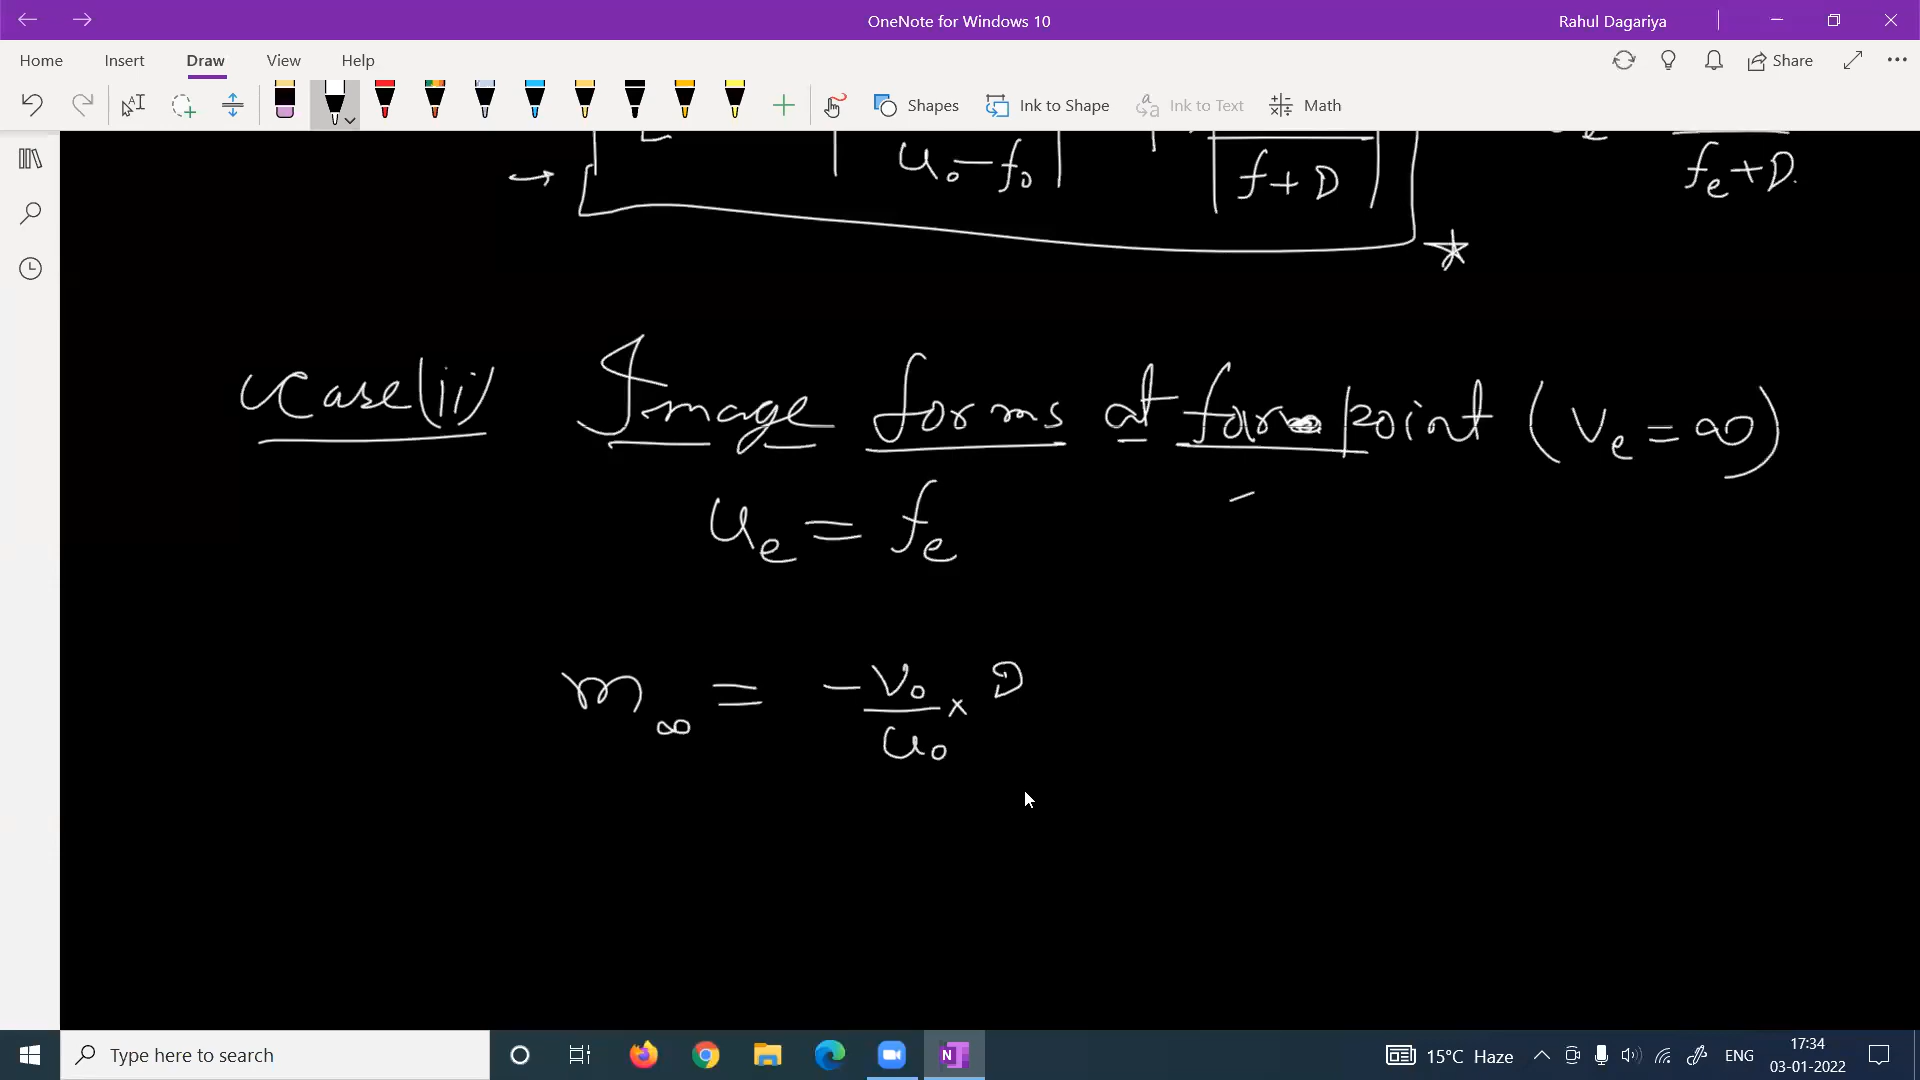 OneNote for Windows 10
Rahul Dagariya
Home Insert Draw View Help
Share
Shapes Ink to Shape Ink to Text Math
u₀-f₀ f+D
fₑ+D.
Case(ii) Image forms at far point (vₑ=∞)
uₑ = fₑ
m∞ = -v₀/u₀ × D
Type here to search
15°C Haze
ENG
17:34
03-01-2022